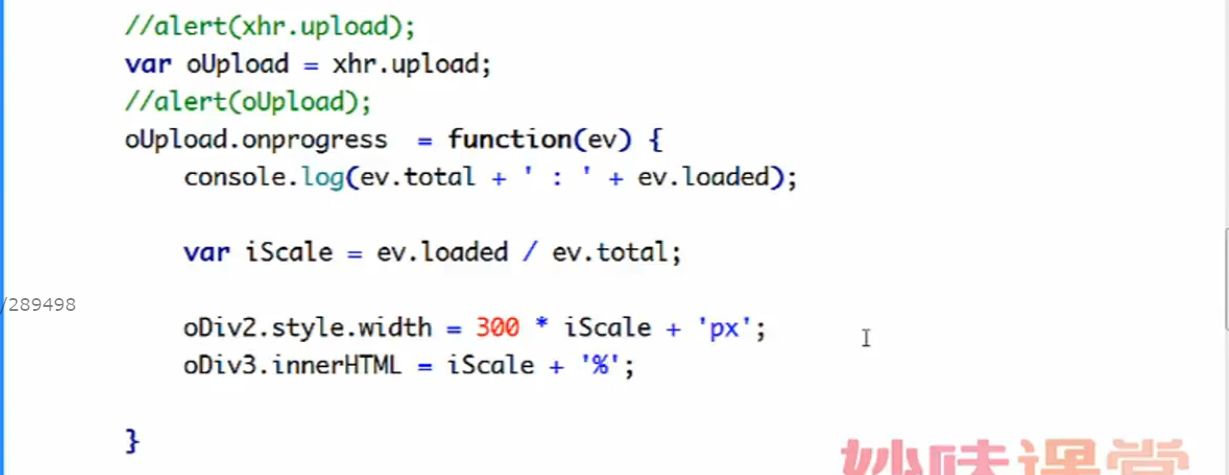 //alert(xhr.upload);
var oUpload = xhr.upload;
//alert(oUpload);
oUpload.onprogress  = function(ev) {
console.log(ev.total + ' : ' + ev.loaded);
var iScale = ev.loaded / ev.total;
/289498
oDiv2.style.width = 300 * iScale + 'px';
oDiv3.innerHTML = iScale + '%';
}
妙味课堂